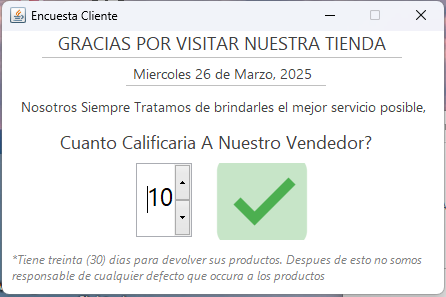 Encuesta Cliente
GRACIAS POR VISITAR NUESTRA TIENDA
Miercoles 26 de Marzo, 2025
Nosotros Siempre Tratamos de brindarles el mejor servicio posible,
Cuanto Calificaria A Nuestro Vendedor?
10
*Tiene treinta (30) dias para devolver sus productos. Despues de esto no somos
responsable de cualquier defecto que occura a los productos